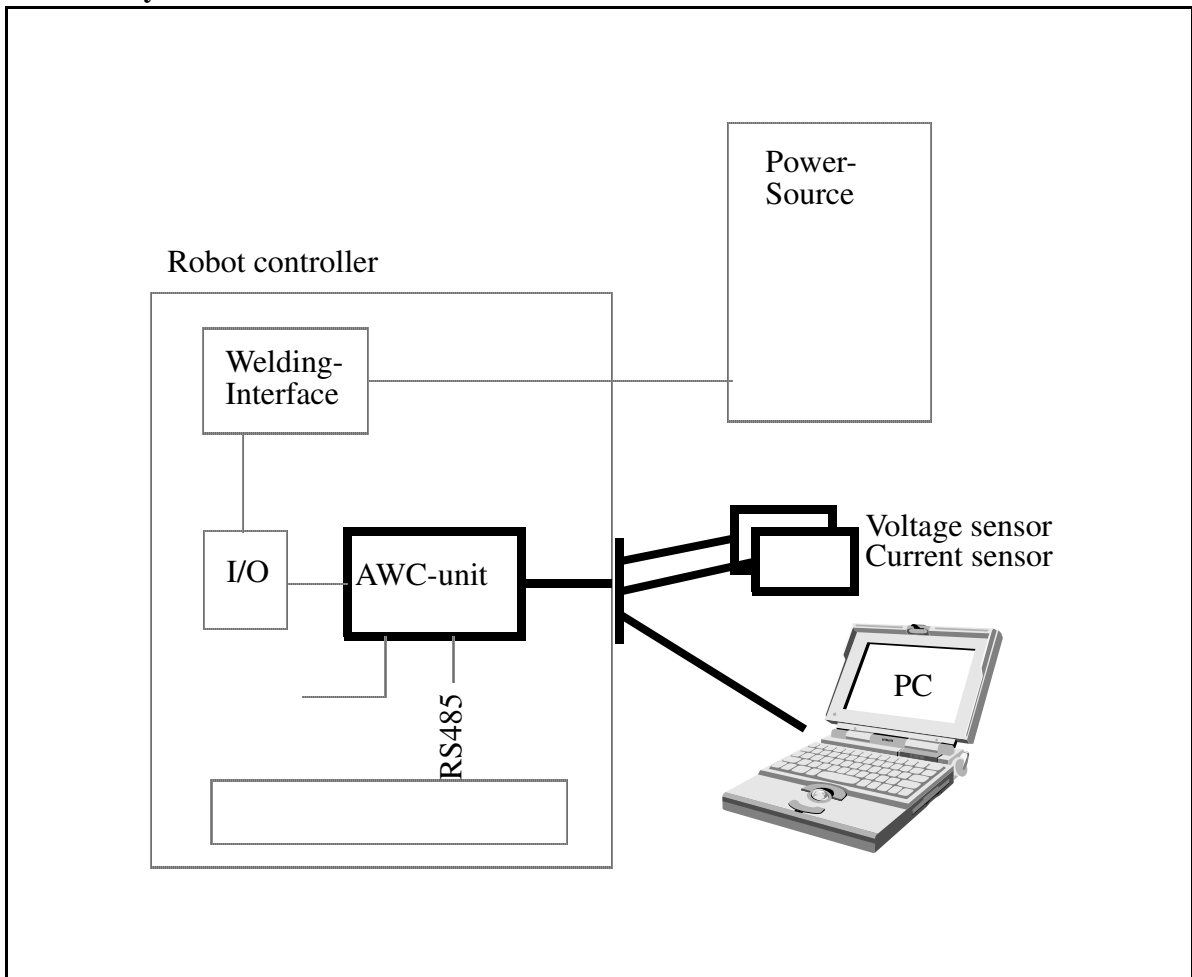 Power-
Source
Robot controller
Welding-
Interface
Voltage sensor
Current sensor
I/O
AWC-unit
PC
RS485